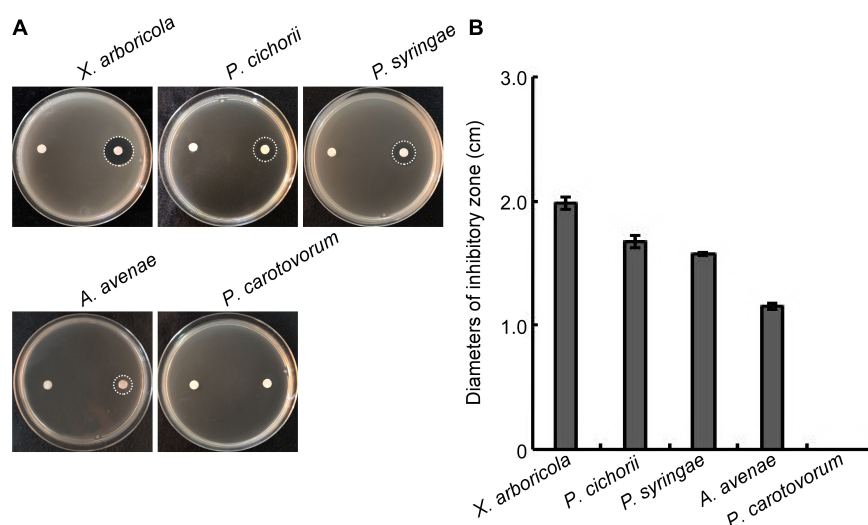 A
X. arboricola
P. cichorii
P. syringae
A. avenae
P. carotovorum
B
Diameters of inhibitory zone (cm)
3.0
2.0
1.0
0
X. arboricola
P. cichorii
P. syringae
A. avenae
P. carotovorum